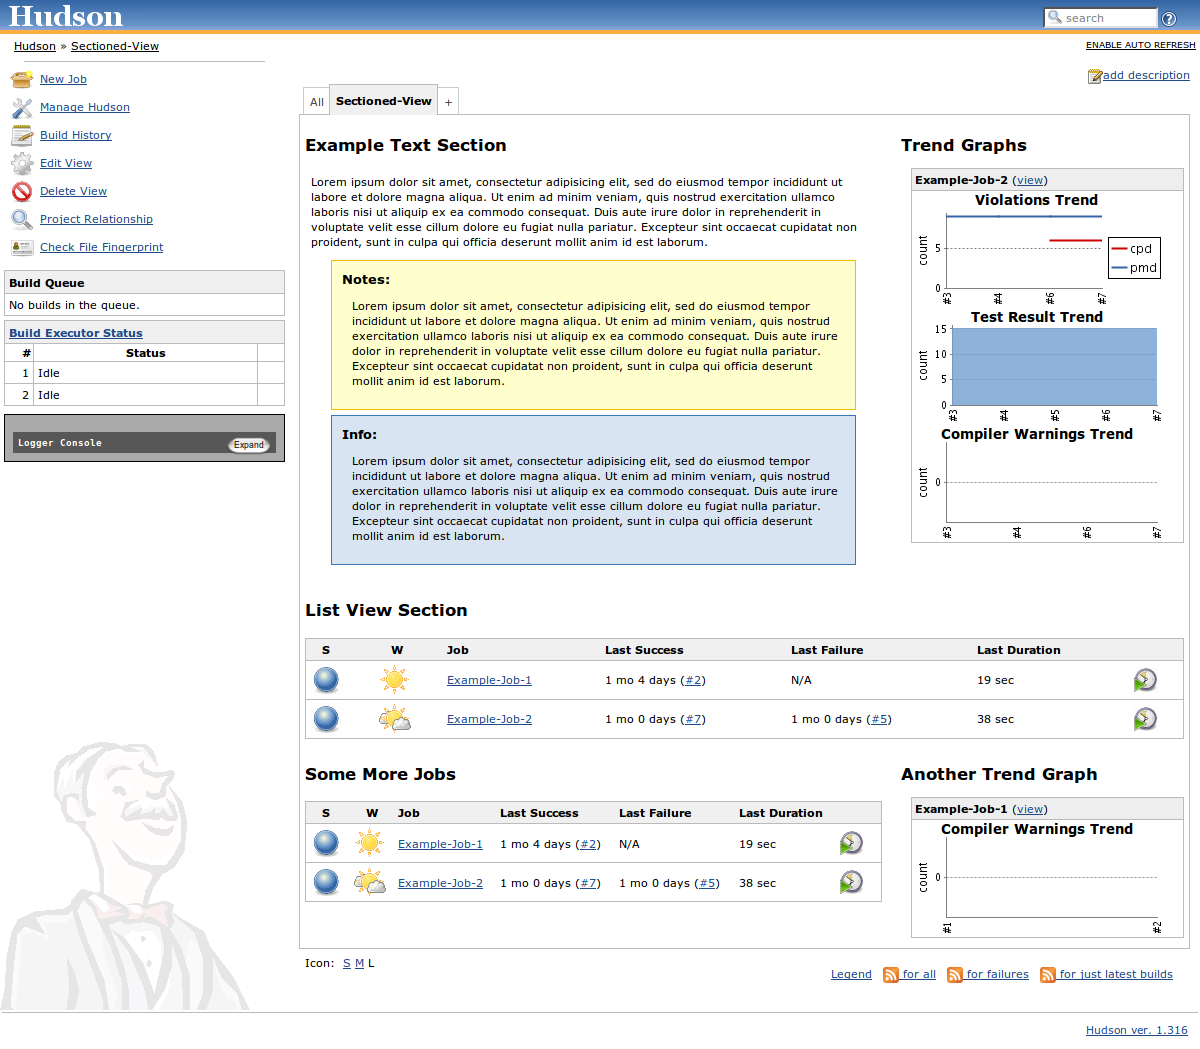 Hudson
search
?
Hudson » Sectioned-View
ENABLE AUTO REFRESH
New Job
Manage Hudson
Build History
Edit View
Delete View
Project Relationship
Check File Fingerprint
Build Queue
No builds in the queue.
Build Executor Status
# Status
1 Idle
2 Idle
Logger Console Expand
add description
All Sectioned-View +
Example Text Section
Lorem ipsum dolor sit amet, consectetur adipisicing elit, sed do eiusmod tempor incididunt ut
labore et dolore magna aliqua. Ut enim ad minim veniam, quis nostrud exercitation ullamco
laboris nisi ut aliquip ex ea commodo consequat. Duis aute irure dolor in reprehenderit in
voluptate velit esse cillum dolore eu fugiat nulla pariatur. Excepteur sint occaecat cupidatat non
proident, sunt in culpa qui officia deserunt mollit anim id est laborum.
Notes:
Lorem ipsum dolor sit amet, consectetur adipisicing elit, sed do eiusmod tempor
incididunt ut labore et dolore magna aliqua. Ut enim ad minim veniam, quis nostrud
exercitation ullamco laboris nisi ut aliquip ex ea commodo consequat. Duis aute irure
dolor in reprehenderit in voluptate velit esse cillum dolore eu fugiat nulla pariatur.
Excepteur sint occaecat cupidatat non proident, sunt in culpa qui officia deserunt
mollit anim id est laborum.
Info:
Lorem ipsum dolor sit amet, consectetur adipisicing elit, sed do eiusmod tempor
incididunt ut labore et dolore magna aliqua. Ut enim ad minim veniam, quis nostrud
exercitation ullamco laboris nisi ut aliquip ex ea commodo consequat. Duis aute irure
dolor in reprehenderit in voluptate velit esse cillum dolore eu fugiat nulla pariatur.
Excepteur sint occaecat cupidatat non proident, sunt in culpa qui officia deserunt
mollit anim id est laborum.
Trend Graphs
Example-Job-2 (view)
Violations Trend
count
5
0
#3 #4 #6 #7
cpd
pmd
Test Result Trend
count
15
10
5
0
#3 #4 #5 #6 #7
Compiler Warnings Trend
count
0
#3 #4 #6 #7
List View Section
S W Job Last Success Last Failure Last Duration
Example-Job-1 1 mo 4 days (#2) N/A 19 sec
Example-Job-2 1 mo 0 days (#7) 1 mo 0 days (#5) 38 sec
Some More Jobs
S W Job Last Success Last Failure Last Duration
Example-Job-1 1 mo 4 days (#2) N/A 19 sec
Example-Job-2 1 mo 0 days (#7) 1 mo 0 days (#5) 38 sec
Another Trend Graph
Example-Job-1 (view)
Compiler Warnings Trend
count
0
#1 #2
Icon: S M L
Legend for all for failures for just latest builds
Hudson ver. 1.316